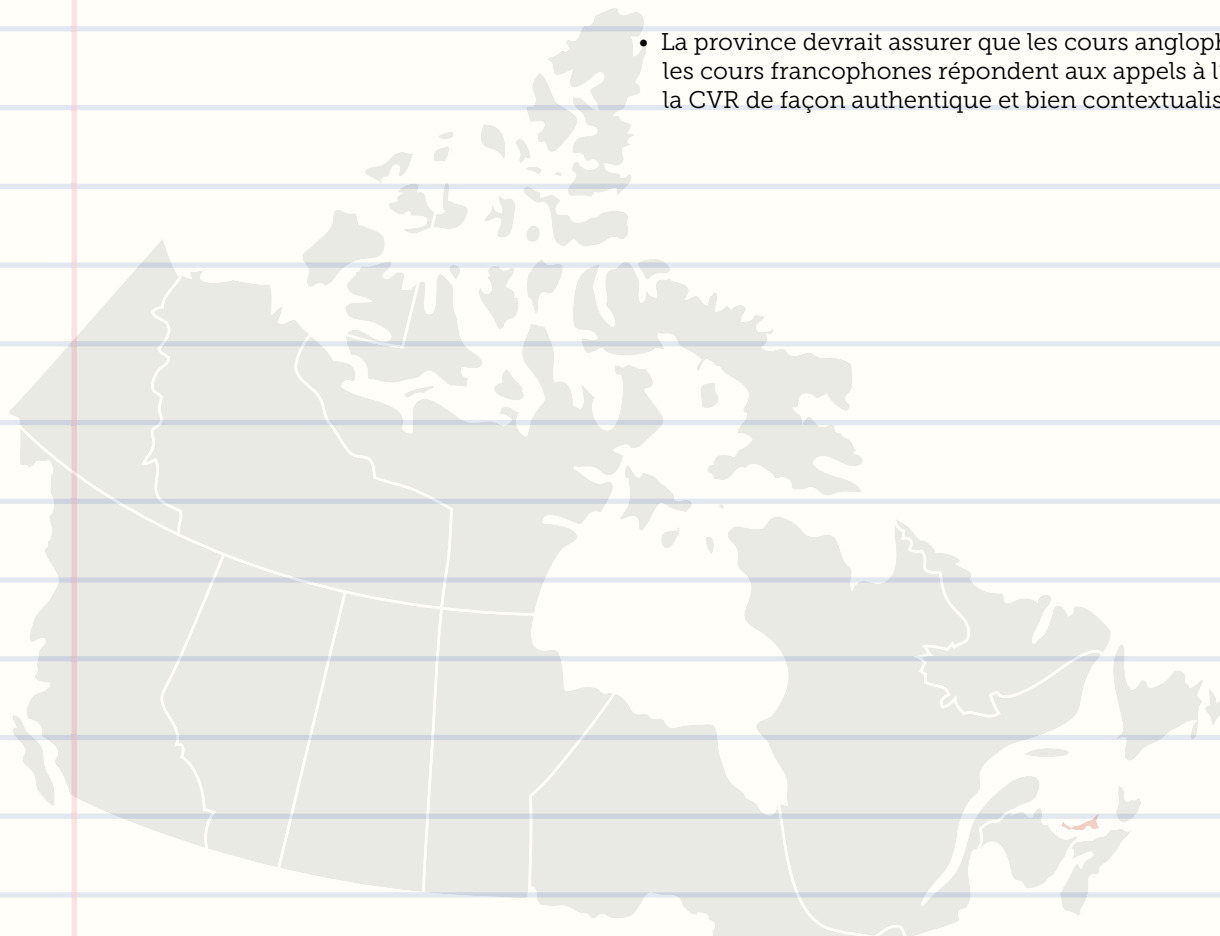 • La province devrait assurer que les cours
les cours francophones répondent aux appels à
la CVR de façon authentique et bien